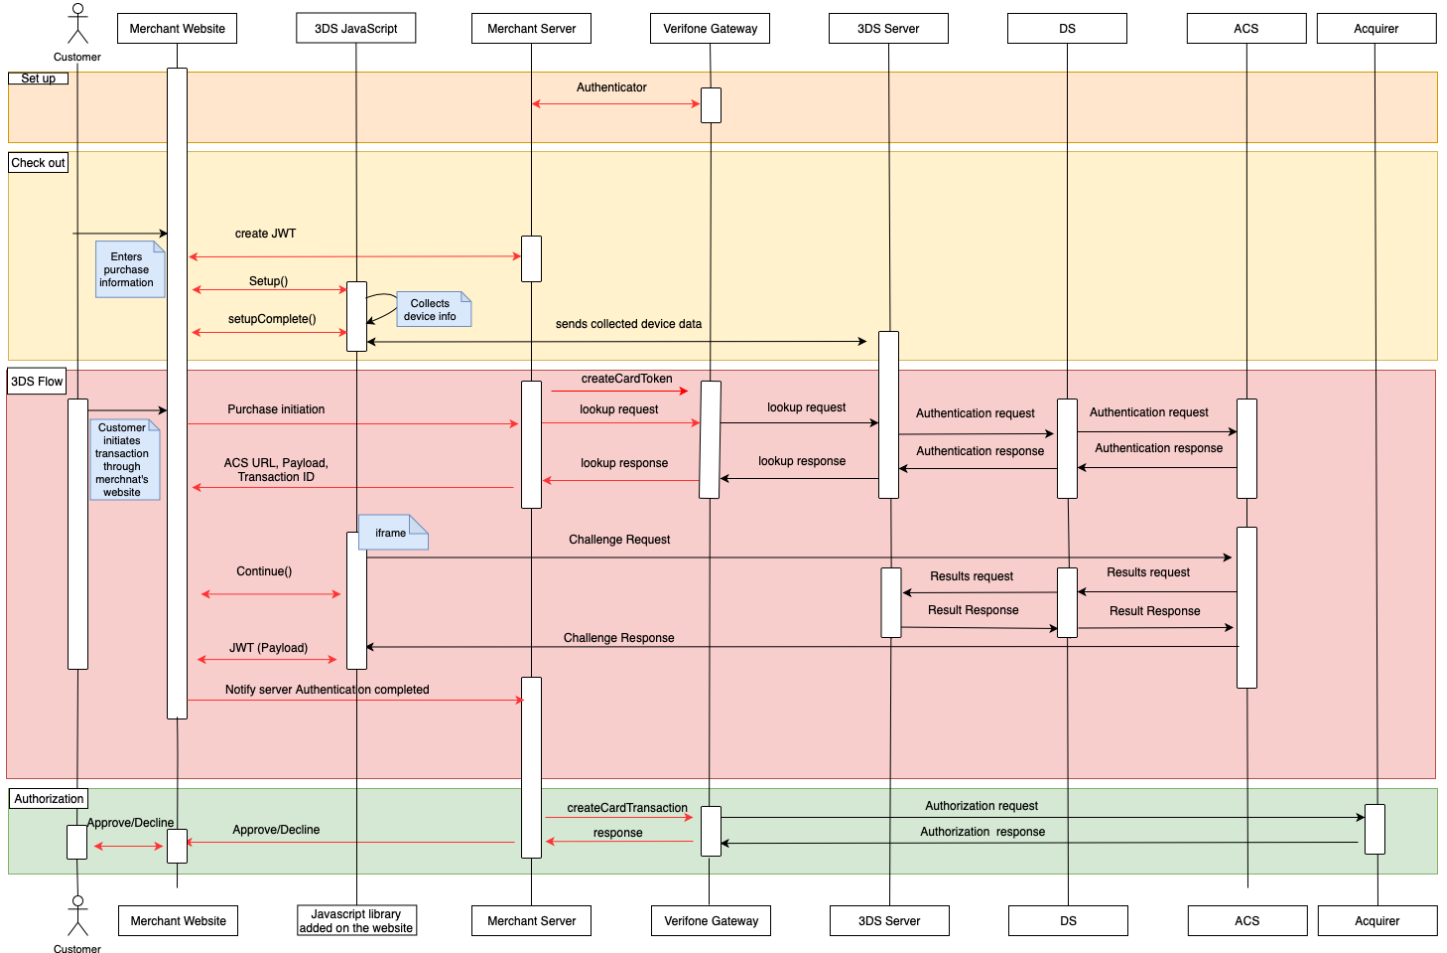 Merchant Website
3DS JavaScript
Merchant Server
Verifone Gateway
3DS Server
DS
ACS
Acquirer
Customer
Set up
Authenticator
Check out
create JWT
Enters
purchase
information
Setup()
Collects
device info
setupComplete()
sends collected device data
3DS Flow
createCardToken
Purchase initiation
lookup request
lookup request
Authentication request
Authentication request
Customer
initiates
transaction
through
merchnat's
website
ACS URL, Payload,
Transaction ID
lookup response
lookup response
Authentication response
Authentication response
iframe
Challenge Request
Continue()
Results request
Results request
Result Response
Result Response
Challenge Response
JWT (Payload)
Notify server Authentication completed
Authorization
createCardTransaction
Authorization request
Approve/Decline
Approve/Decline
response
Authorization response
Merchant Website
Javascript library
added on the website
Merchant Server
Verifone Gateway
3DS Server
DS
ACS
Acquirer
Customer